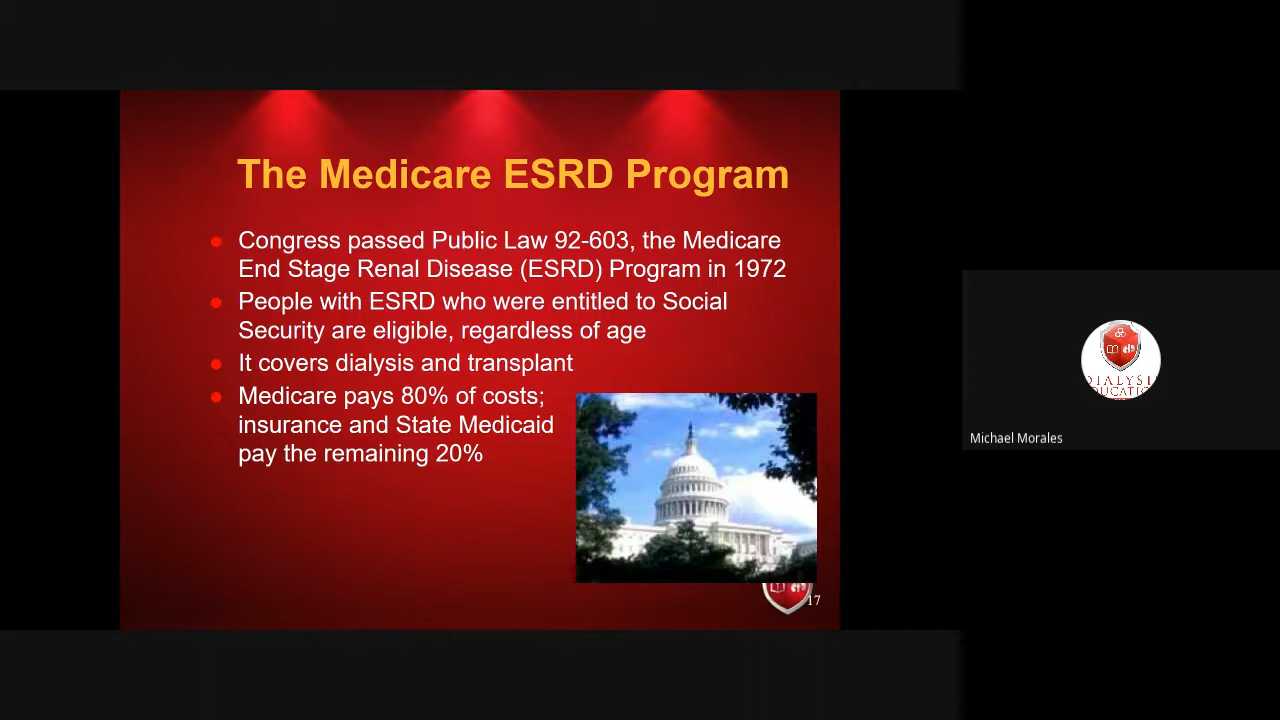 The Medicare ESRD Program
Congress passed Public Law 92-603, the Medicare
End Stage Renal Disease (ESRD) Program in 1972
People with ESRD who were entitled to Social
Security are eligible, regardless of age
It covers dialysis and transplant
Medicare pays 80% of costs;
insurance and State Medicaid
pay the remaining 20%
17
Michael Morales